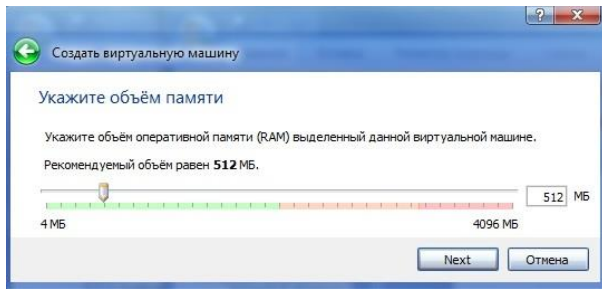 Создать виртуальную машину
Укажите объём памяти
Укажите объём оперативной памяти (RAM) выделенный данной виртуальной машине.
Рекомендуемый объём равен 512 МБ.
512 МБ
4 МБ 4096 МБ
Next Отмена